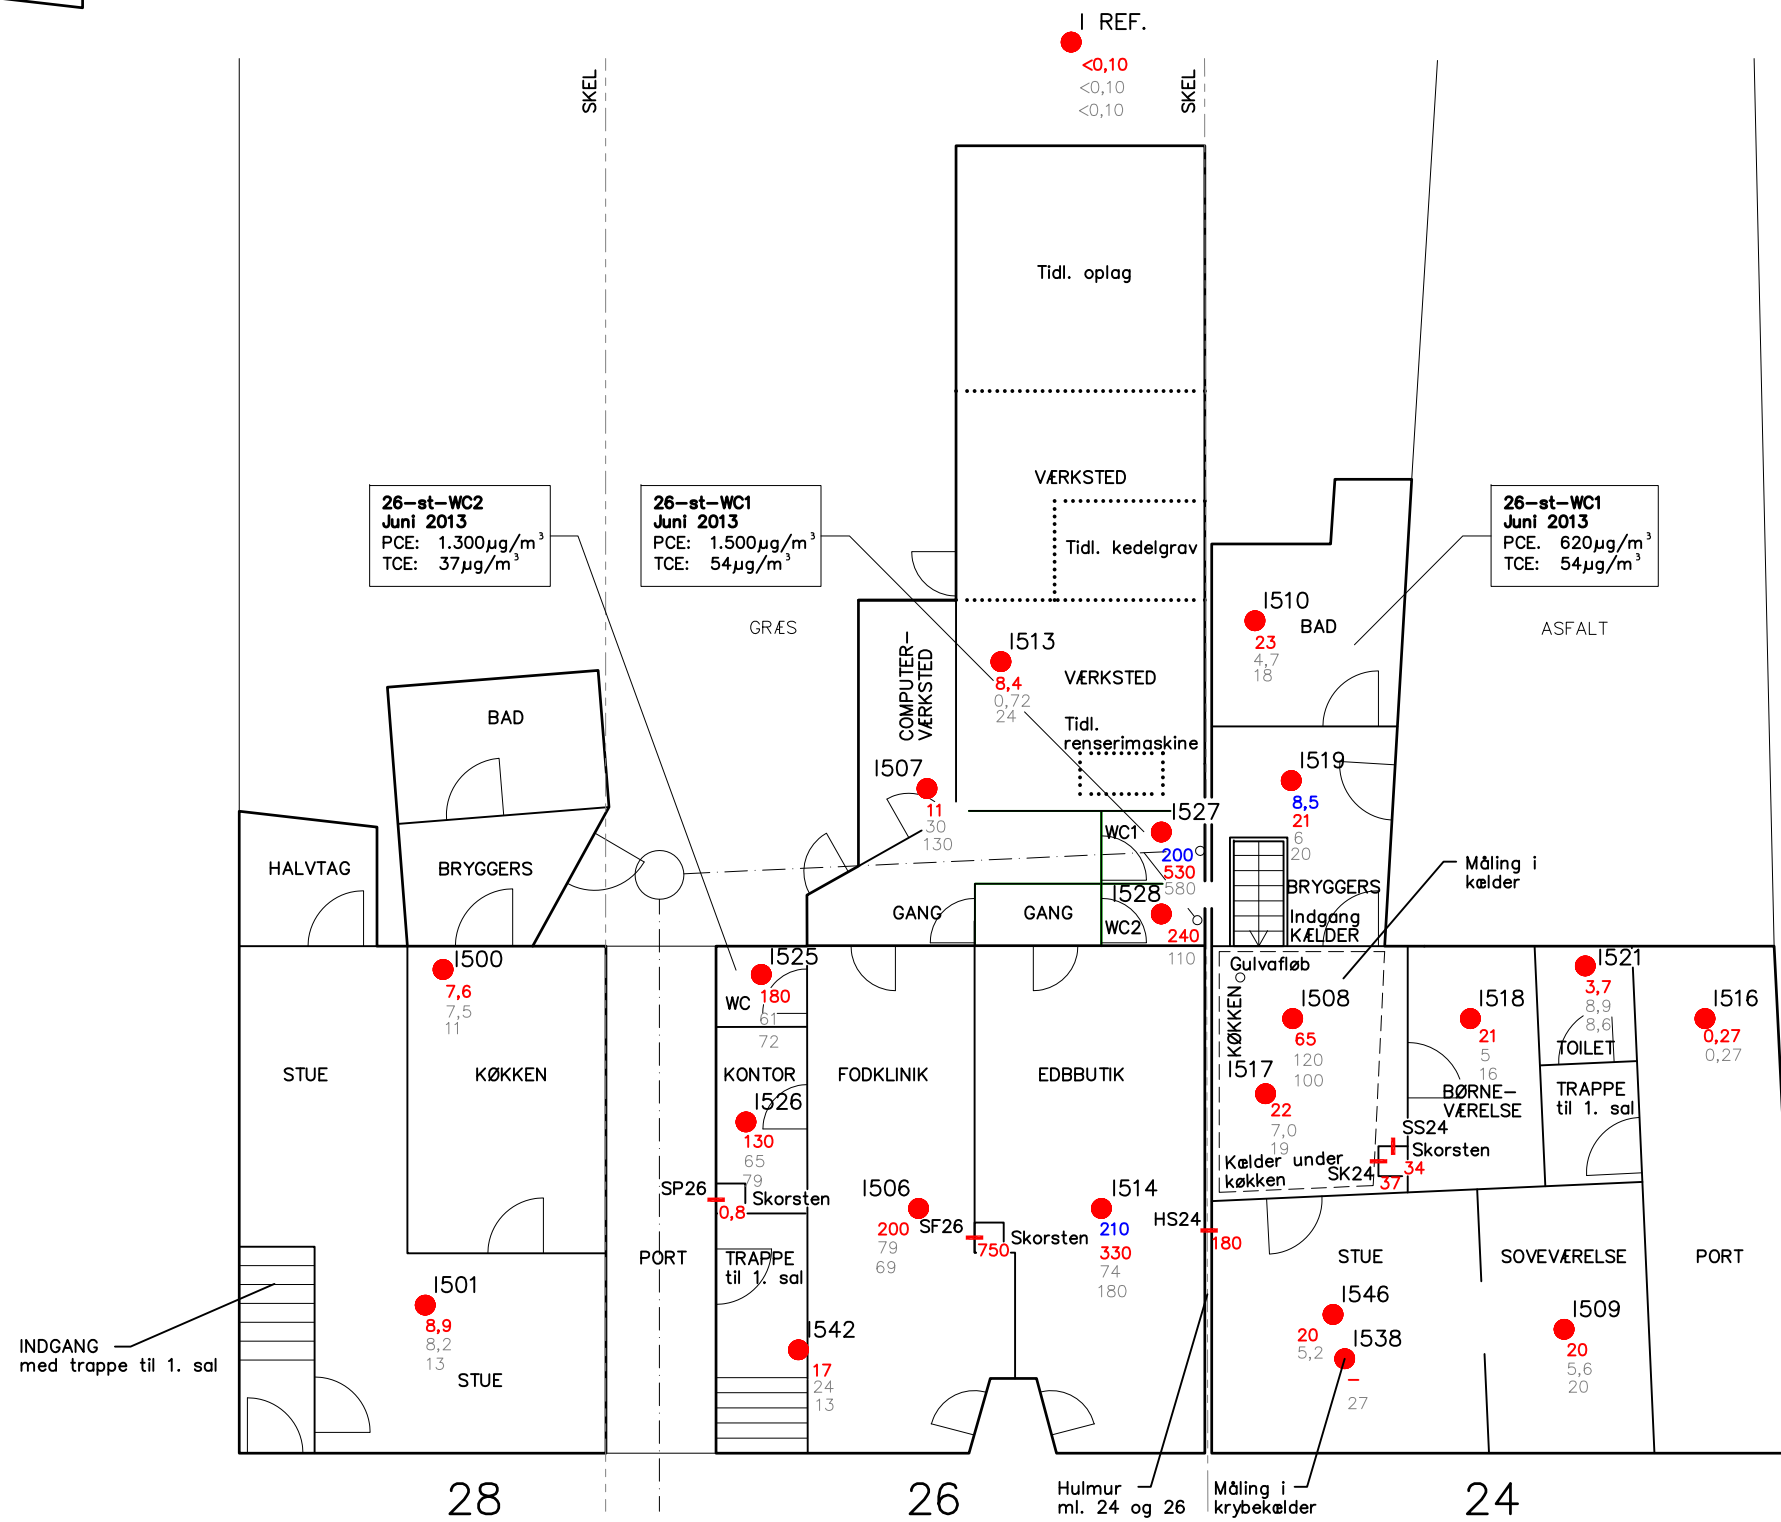 I REF.
<0,10
<0,10
<0,10
SKEL
SKEL
Tidl. oplag
VÆRKSTED
Tidl. kedelgrav
26-st-WC2
Juni 2013
PCE: 1.300µg/m³
TCE: 37µg/m³
26-st-WC1
Juni 2013
PCE: 1.500µg/m³
TCE: 54µg/m³
26-st-WC1
Juni 2013
PCE. 620µg/m³
TCE: 54µg/m³
GRÆS
ASFALT
I510
BAD
23
4,7
18
I513
8,4
0,72
24
VÆRKSTED
COMPUTER-
VÆRKSTED
Tidl.
renserimaskine
BAD
I507
11
30
130
I519
8,5
21
6
20
I527
WC1
200
530
580
HALVTAG
BRYGGERS
GANG
GANG
I528
WC2
240
110
BRYGGERS
Indgang
KÆLDER
Måling i
kælder
I500
7,6
7,5
11
I525
WC
180
61
72
Gulvafløb
KØKKEN
I508
65
120
100
I518
21
5
16
I521
3,7
8,9
8,6
TOILET
I516
0,27
0,27
STUE
KØKKEN
KONTOR
I526
130
65
79
FODKLINIK
EDBBUTIK
I517
22
7,0
19
BØRNE-
VÆRELSE
TRAPPE
til 1. sal
SS24
Skorsten
34
SK24
37
Kælder under
køkken
SP26
0,8
Skorsten
I506
200
79
69
SF26
750
Skorsten
I514
210
330
74
180
HS24
180
PORT
TRAPPE
til 1. sal
STUE
SOVEVÆRELSE
PORT
I501
8,9
8,2
13
STUE
I542
17
24
13
I546
20
5,2
I538
–
27
I509
20
5,6
20
INDGANG
med trappe til 1. sal
28
26
Hulmur
ml. 24 og 26
Måling i
krybekælder
24